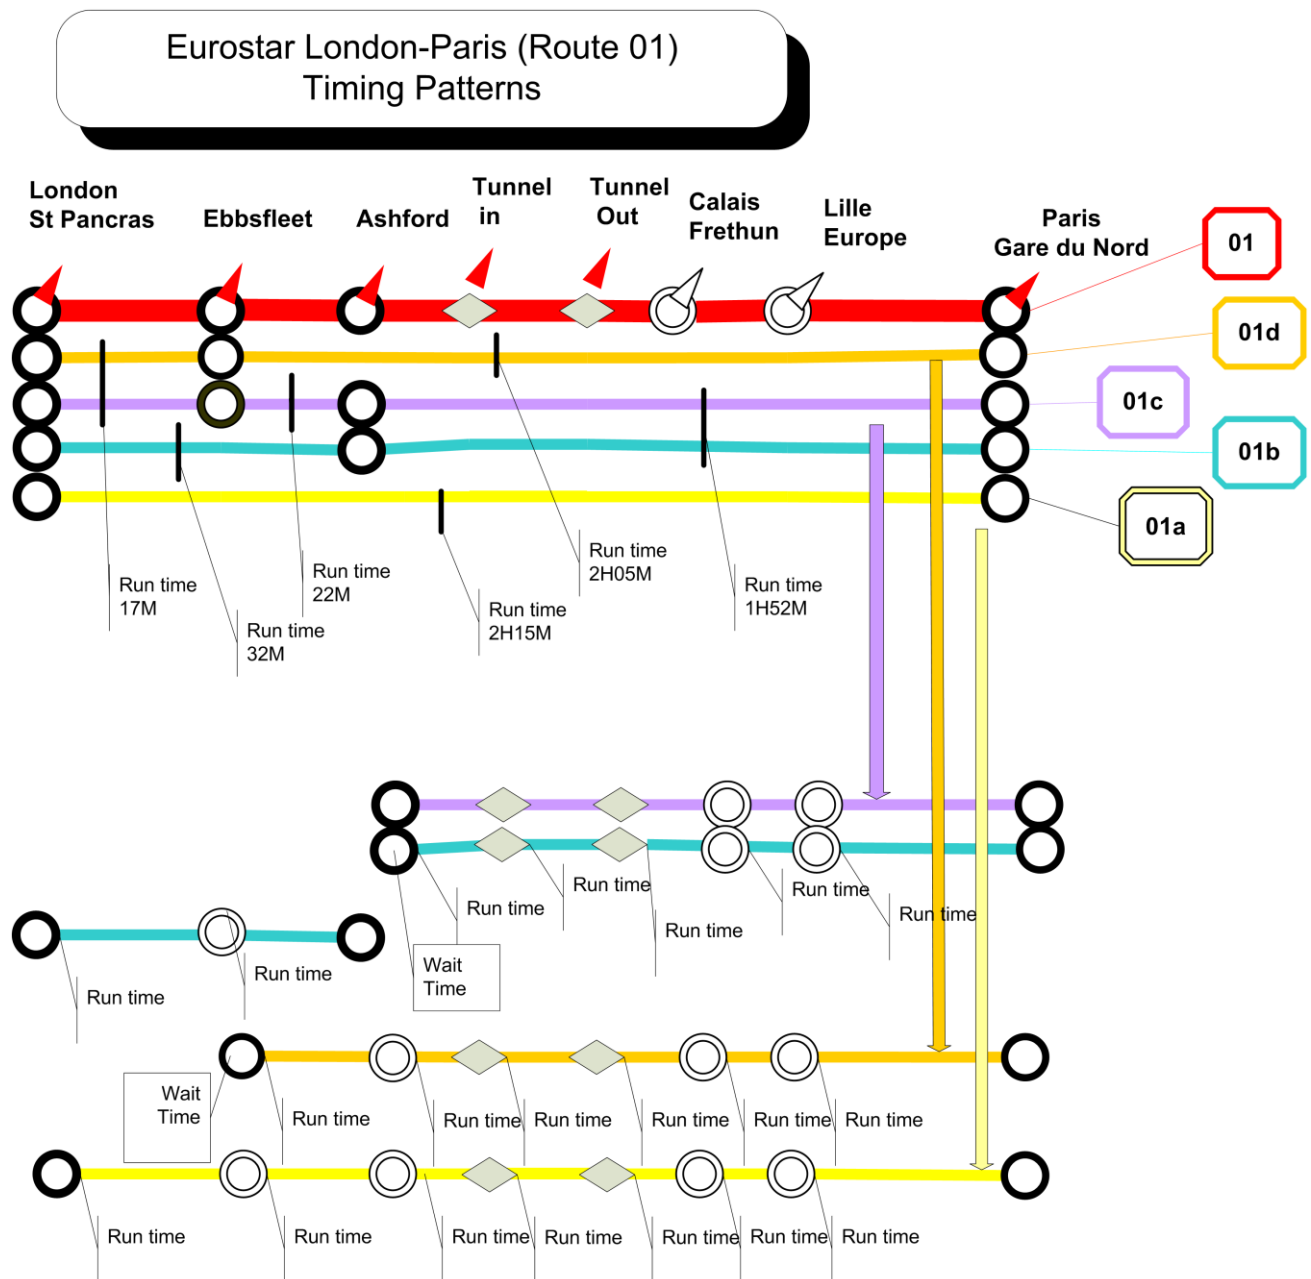 Eurostar London-Paris (Route 01)
Timing Patterns
London
St Pancras
Ebbsfleet
Ashford
Tunnel
in
Tunnel
Out
Calais
Frethun
Lille
Europe
Paris
Gare du Nord
01
01d
01c
01b
01a
Run time
17M
Run time
32M
Run time
22M
Run time
2H15M
Run time
2H05M
Run time
1H52M
Run time
Run time
Run time
Run time
Run time
Wait
Time
Run time
Run time
Wait
Time
Run time
Run time
Run time
Run time
Run time
Run time
Run time
Run time
Run time
Run time
Run time
Run time
Run time